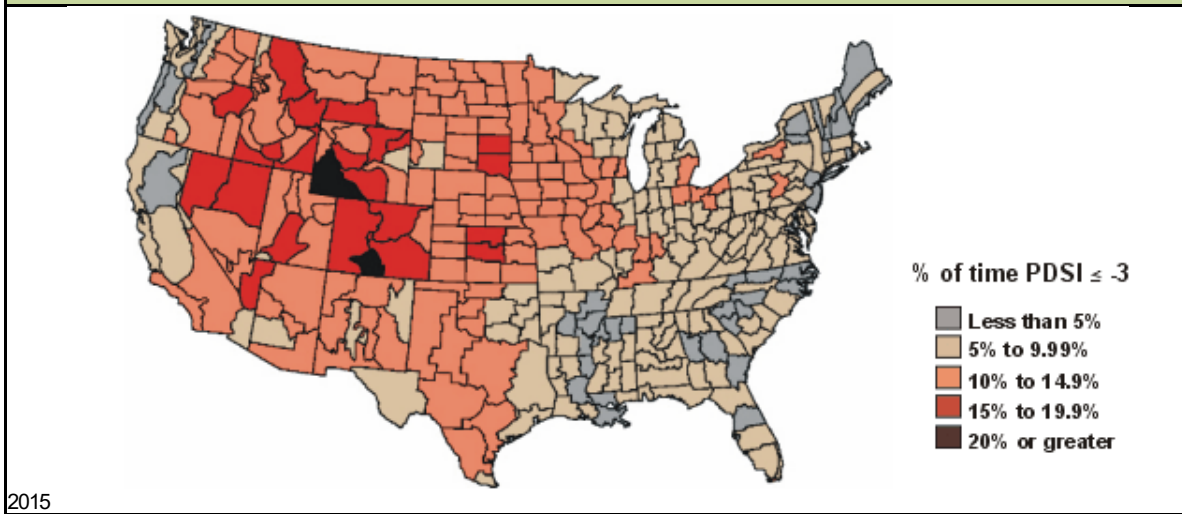 % of time PDSI ≤ -3
Less than 5%
5% to 9.99%
10% to 14.9%
15% to 19.9%
20% or greater
2015